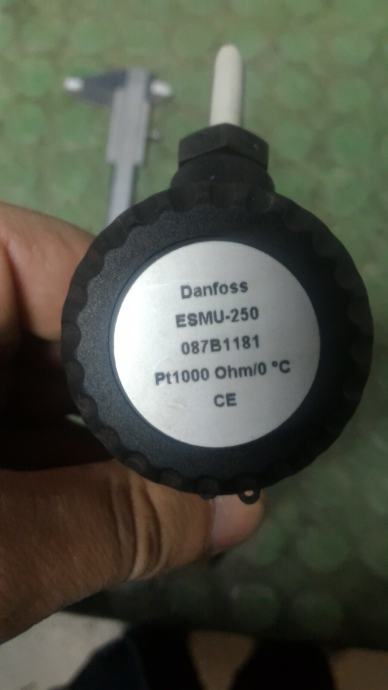 Danfoss
ESMU-250
087B1181
Pt1000 Ohm/0 °C
CE